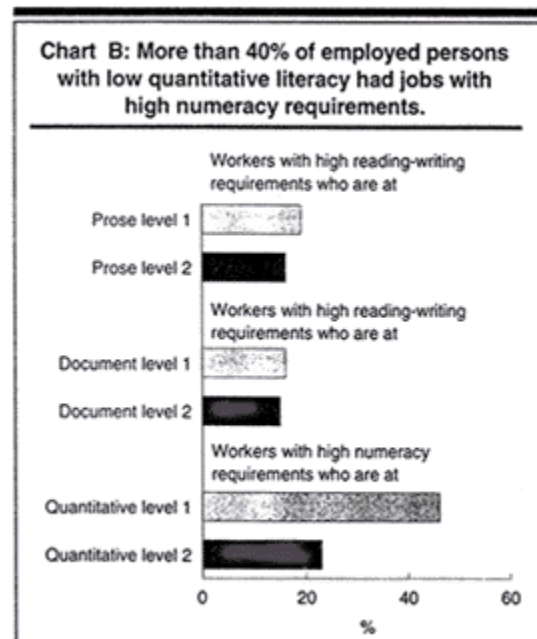 Chart B: More than 40% of employed persons
with low quantitative literacy had jobs with
high numeracy requirements.
Workers with high reading-writing
requirements who are at
Prose level 1
Prose level 2
Workers with high reading-writing
requirements who are at
Document level 1
Document level 2
Workers with high numeracy
requirements who are at
Quantitative level 1
Quantitative level 2
0 20 40 60
%